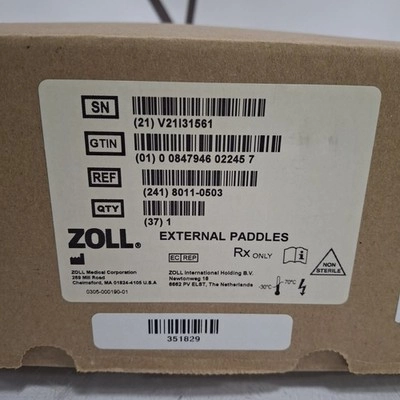 SN
(21) V21I31561
GTIN
(01) 0 0847946 02245 7
REF
(241) 8011-0503
QTY
(37) 1
ZOLL® EXTERNAL PADDLES
EC REP
Rx ONLY
NON
STERILE
ZOLL Medical Corporation
269 Mill Road
Chelmsford, MA 01824-4105 U.S.A
ZOLL International Holding B.V.
Newtonweg 18
6662 PV ELST, The Netherlands
-30°C
70°C
0305-000190-01
351829